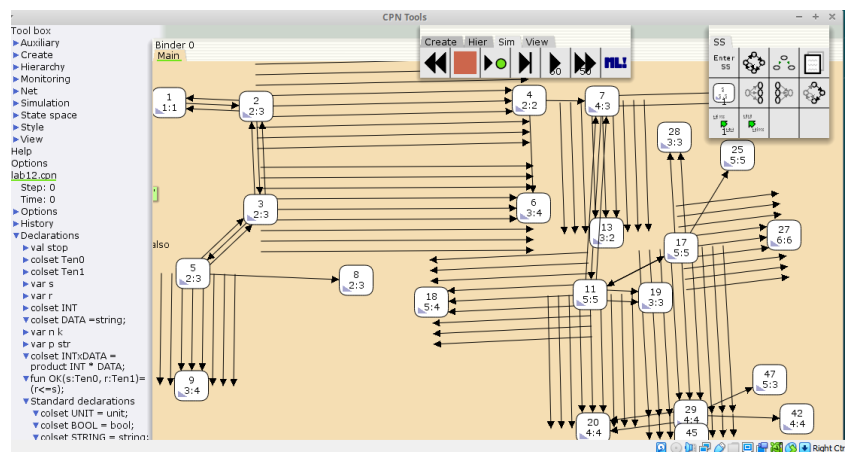 CPN Tools
Tool box
Auxiliary
Create
Hierarchy
Monitoring
Net
Simulation
State space
Style
View
Help
Options
lab12.cpn
Step: 0
Time: 0
Options
History
Declarations
val stop
colset Ten0
colset Ten1
var s
var r
colset INT
colset DATA =string;
var n k
var p str
colset INTxDATA =
product INT * DATA;
fun OK(s:Ten0, r:Ten1)=
(r<=s);
Standard declarations
colset UNIT = unit;
colset BOOL = bool;
colset STRING = string;
Binder 0
Main
also
Create Hier Sim View
50 50 ML!
SS
Enter
SS
1
1:1
2
2:3
3
2:3
4
2:2
5
2:3
6
3:4
7
4:3
8
2:3
9
3:4
11
5:5
13
3:2
17
5:5
18
5:4
19
3:3
20
4:4
25
5:5
27
6:6
28
3:3
29
4:4
42
4:4
45
47
5:3
Right Ctr